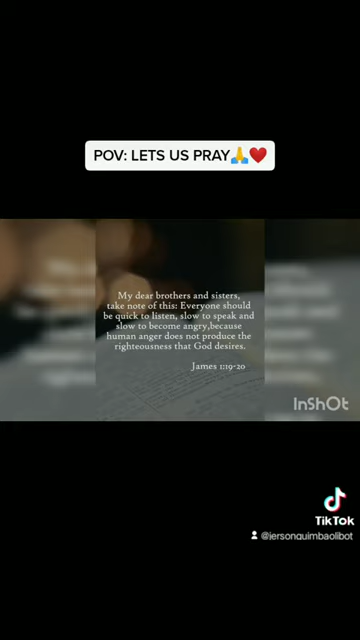 POV: LETS US PRAY🙏❤️
My dear brothers and sisters,
take note of this: Everyone should
be quick to listen, slow to speak and
slow to become angry,because
human anger does not produce the
righteousness that God desires.
James 1:19-20
InShOt
TikTok
@jersonquimbaolibot